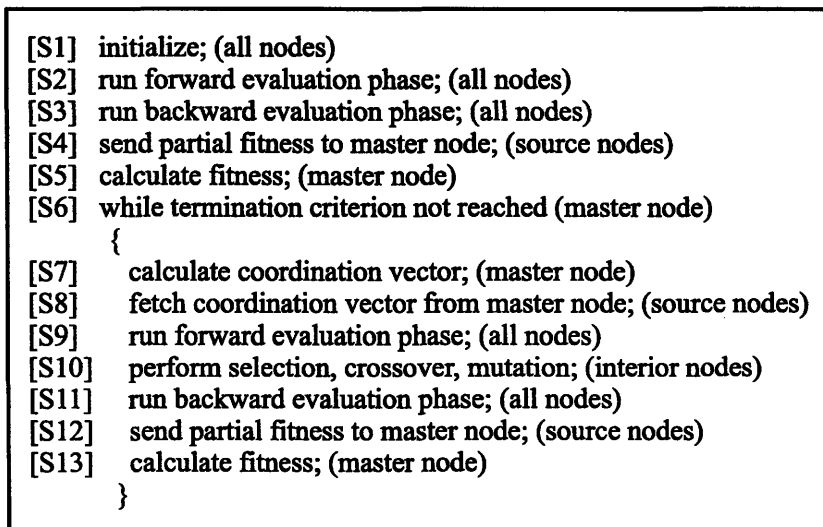 [S1] initialize; (all nodes)
[S2] run forward evaluation phase; (all nodes)
[S3] run backward evaluation phase; (all nodes)
[S4] send partial fitness to master node; (source nodes)
[S5] calculate fitness; (master node)
[S6] while termination criterion not reached (master node)
{
[S7] calculate coordination vector; (master node)
[S8] fetch coordination vector from master node; (source nodes)
[S9] run forward evaluation phase; (all nodes)
[S10] perform selection, crossover, mutation; (interior nodes)
[S11] run backward evaluation phase; (all nodes)
[S12] send partial fitness to master node; (source nodes)
[S13] calculate fitness; (master node)
}